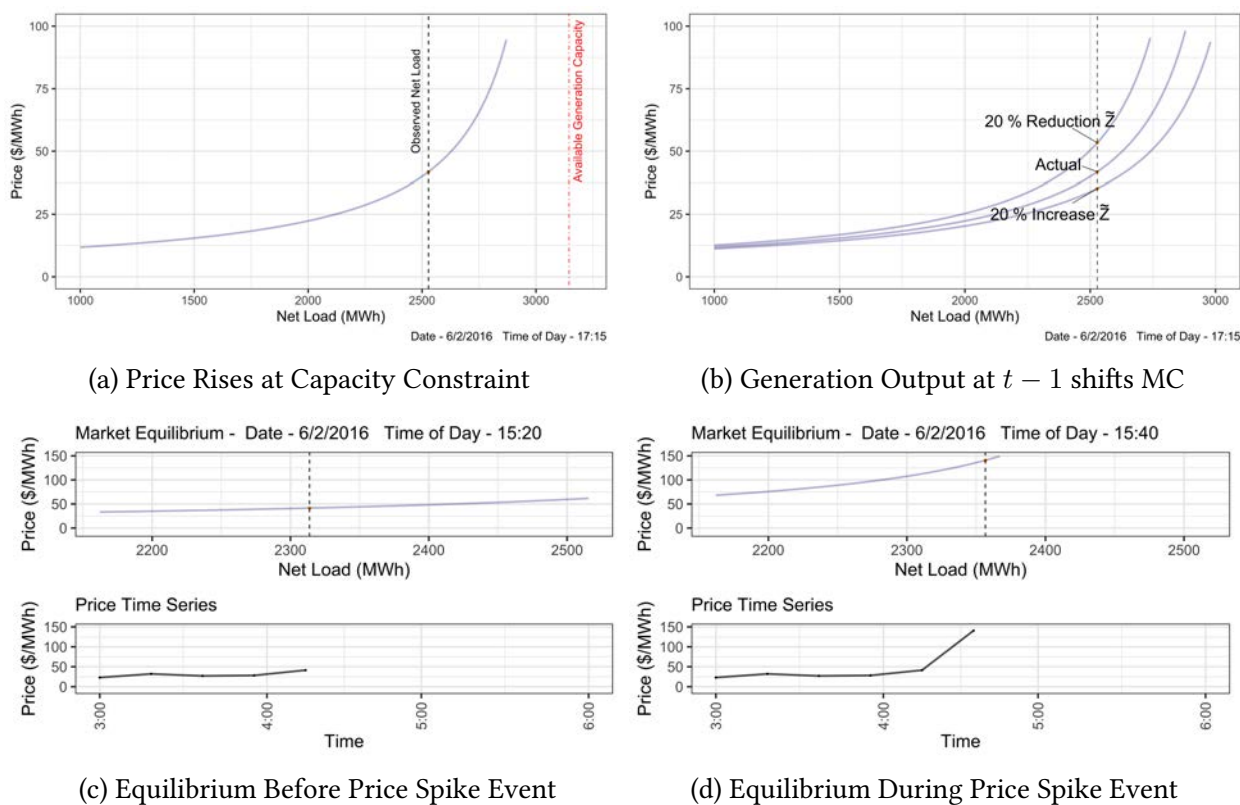 100
75
50
25
0
Price ($/MWh)
Observed Net Load
Available Generation Capacity
1000 1500 2000 2500 3000
Net Load (MWh)
Date - 6/2/2016 Time of Day - 17:15
(a) Price Rises at Capacity Constraint
100
75
50
25
0
Price ($/MWh)
20 % Reduction Z̃
Actual
20 % Increase Z̃
1000 1500 2000 2500 3000
Net Load (MWh)
Date - 6/2/2016 Time of Day - 17:15
(b) Generation Output at t − 1 shifts MC
Market Equilibrium - Date - 6/2/2016 Time of Day - 15:20
150
100
50
0
Price ($/MWh)
2200 2300 2400 2500
Net Load (MWh)
Price Time Series
150
100
50
0
Price ($/MWh)
3:00 4:00 5:00 6:00
Time
(c) Equilibrium Before Price Spike Event
Market Equilibrium - Date - 6/2/2016 Time of Day - 15:40
150
100
50
0
Price ($/MWh)
2200 2300 2400 2500
Net Load (MWh)
Price Time Series
150
100
50
0
Price ($/MWh)
3:00 4:00 5:00 6:00
Time
(d) Equilibrium During Price Spike Event